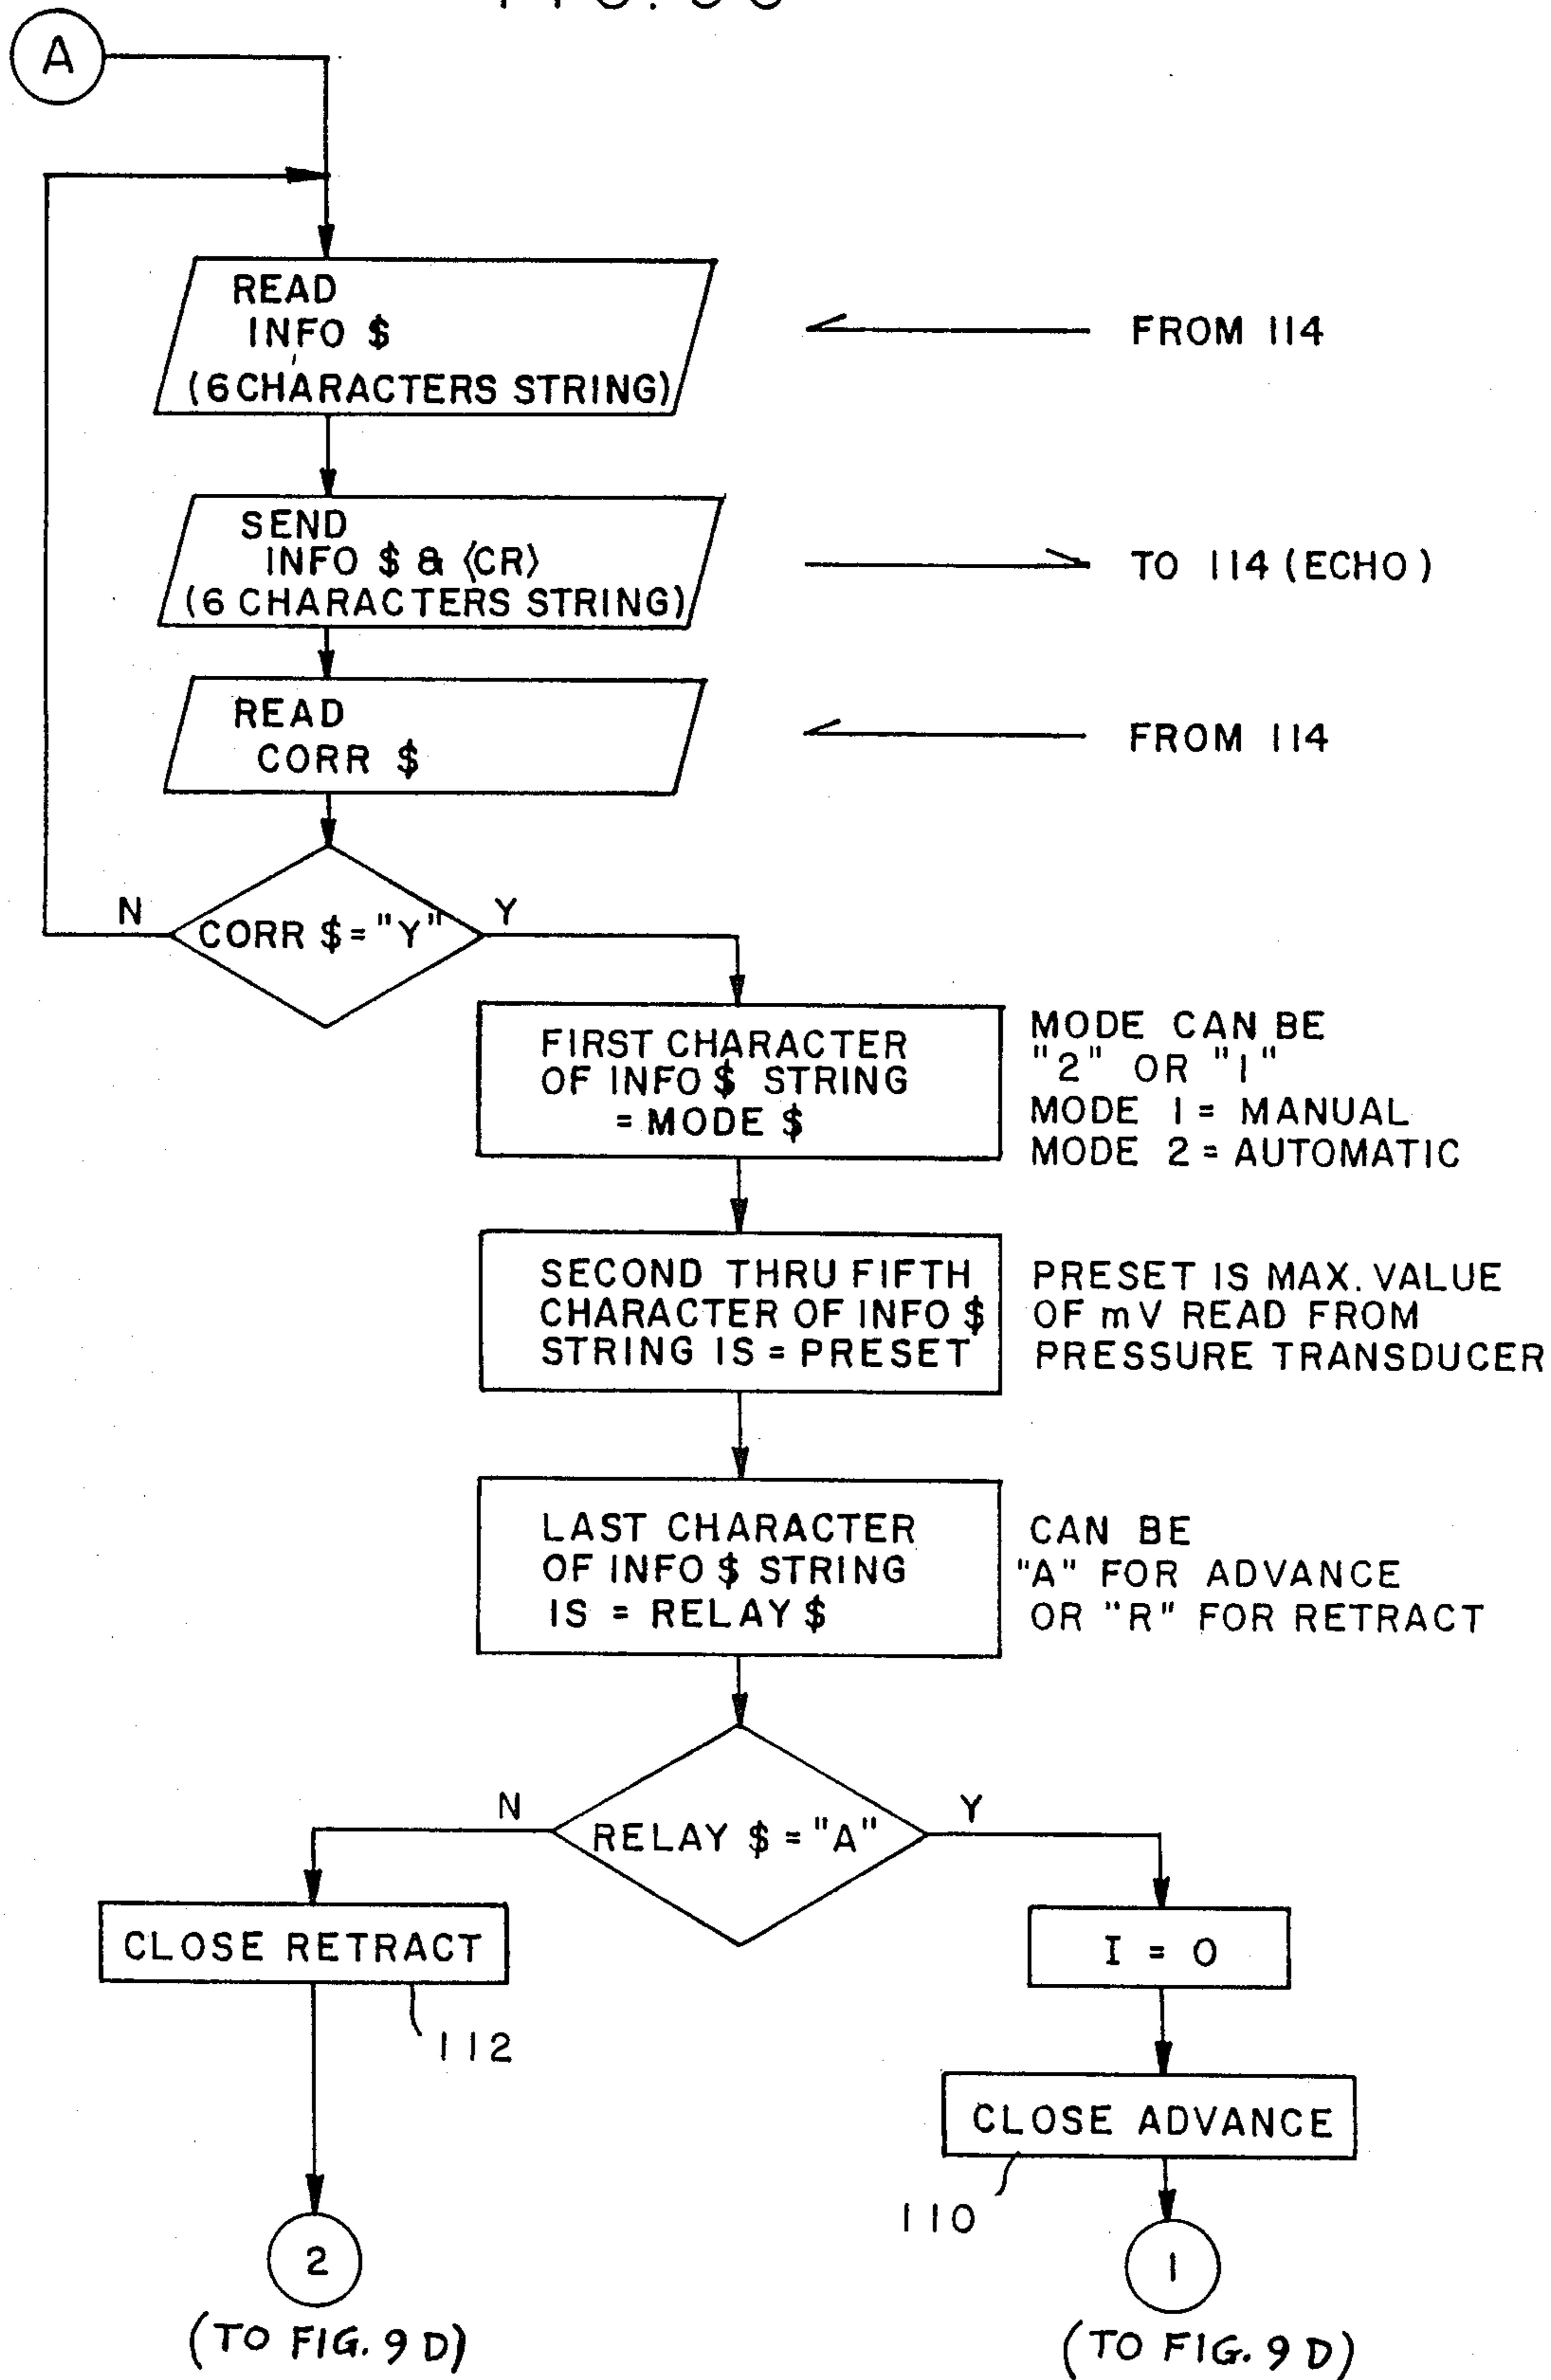 A
READ
INFO $
(6 CHARACTERS STRING)
FROM 114
SEND
INFO $ & <CR>
(6 CHARACTERS STRING)
TO 114 (ECHO)
READ
CORR $
FROM 114
N
CORR $ = "Y"
Y
FIRST CHARACTER
OF INFO $ STRING
= MODE $
MODE CAN BE
"2" OR "1"
MODE 1 = MANUAL
MODE 2 = AUTOMATIC
SECOND THRU FIFTH
CHARACTER OF INFO $
STRING IS = PRESET
PRESET IS MAX. VALUE
OF mV READ FROM
PRESSURE TRANSDUCER
LAST CHARACTER
OF INFO $ STRING
IS = RELAY $
CAN BE
"A" FOR ADVANCE
OR "R" FOR RETRACT
N
RELAY $ = "A"
Y
CLOSE RETRACT
112
I = 0
CLOSE ADVANCE
110
2
(TO FIG. 9D)
1
(TO FIG. 9D)